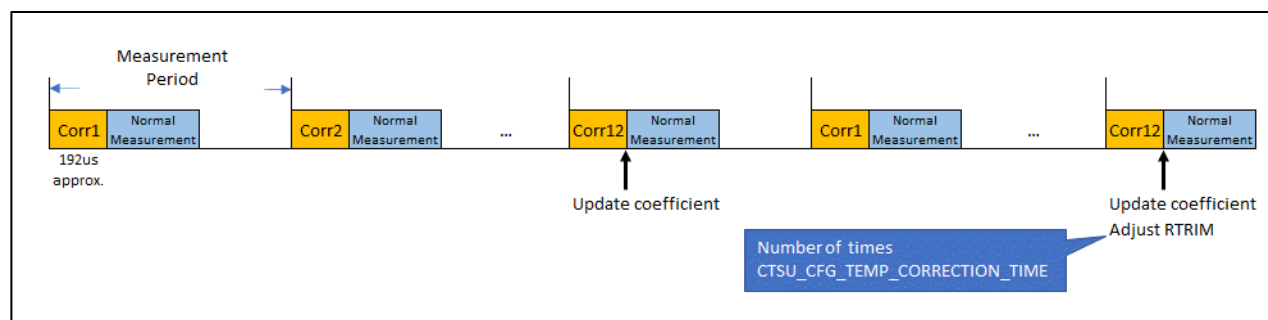 Measurement
Period
Corr1
Normal
Measurement
Corr2
Normal
Measurement
...
Corr12
Normal
Measurement
Corr1
Normal
Measurement
...
Corr12
Normal
Measurement
192us
approx.
Update coefficient
Update coefficient
Adjust RTRIM
Number of times
CTSU_CFG_TEMP_CORRECTION_TIME